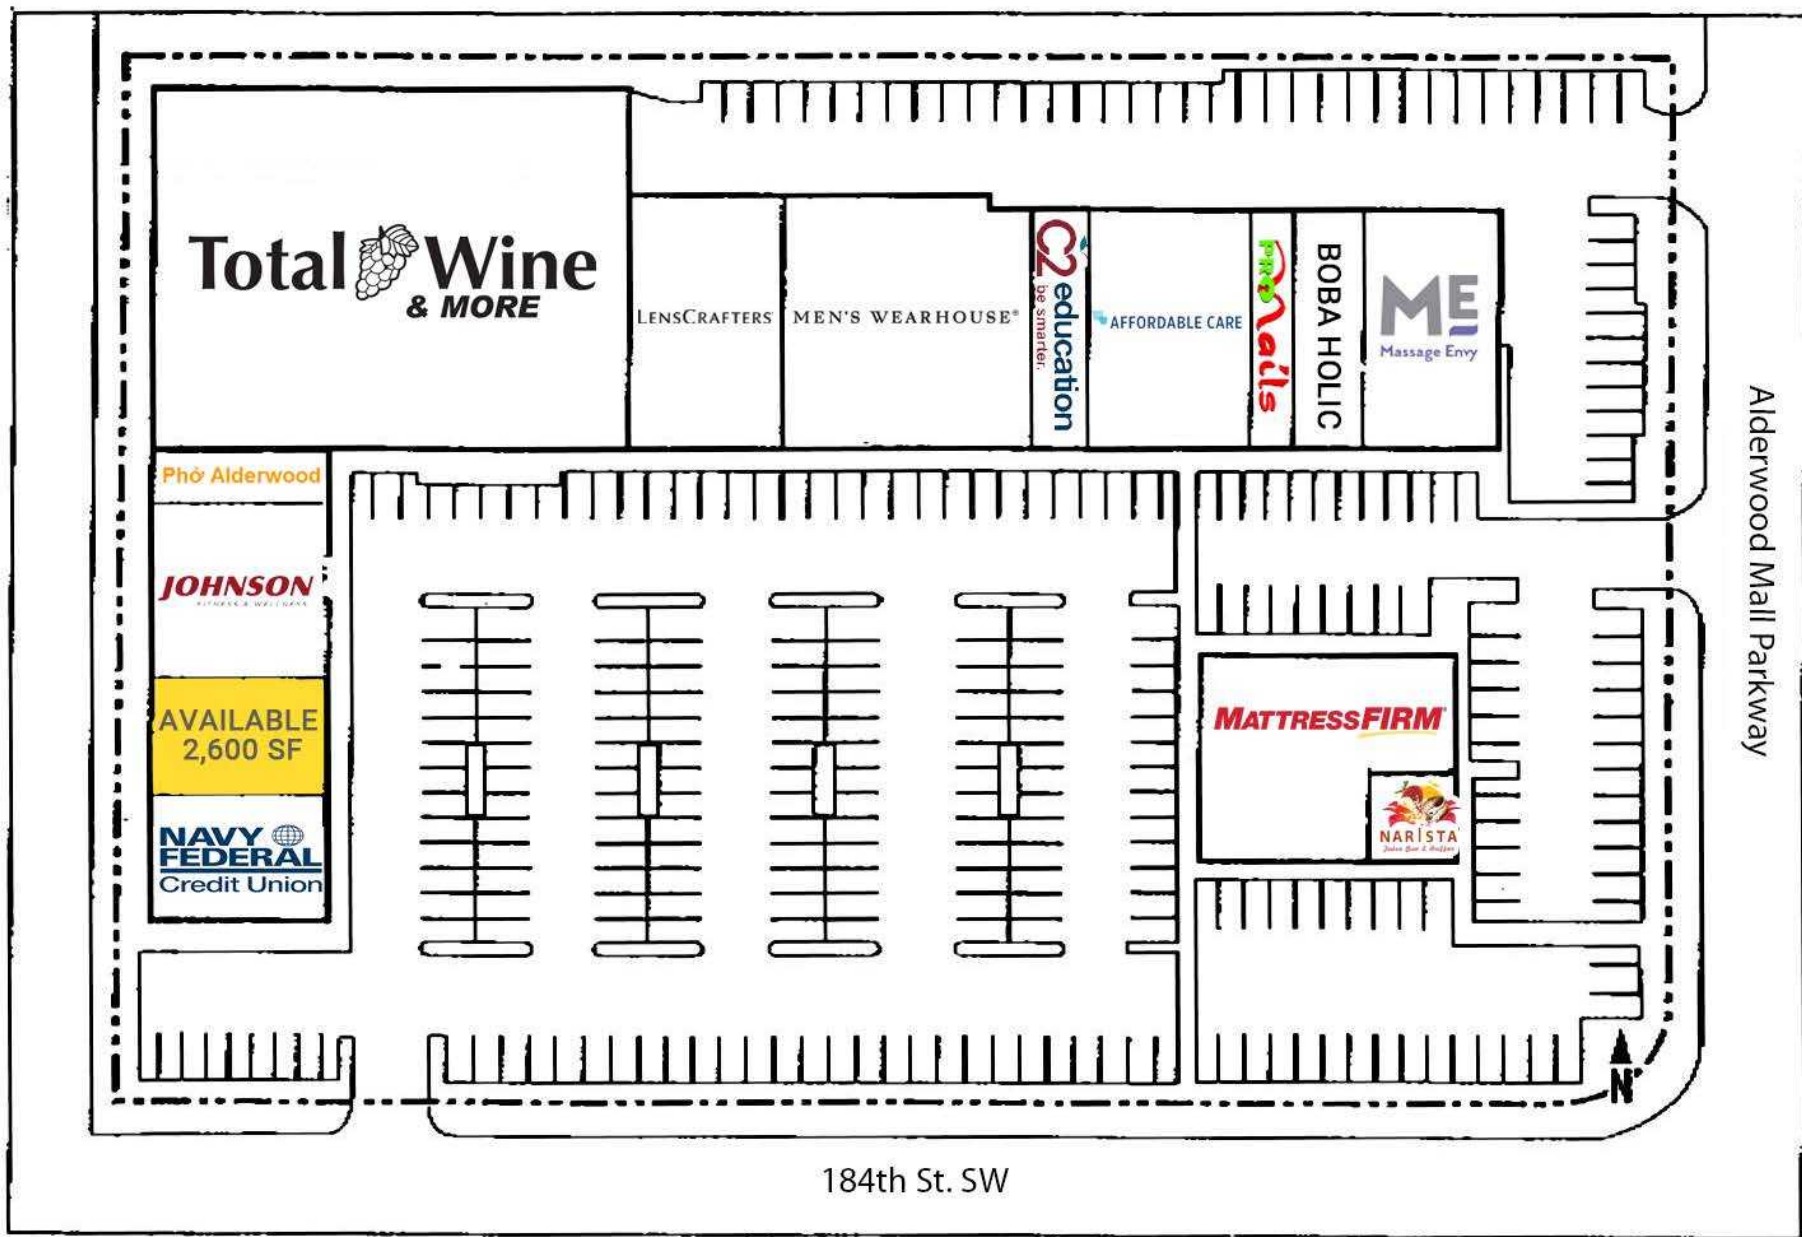 Total Wine
& MORE
LENSCRAFTERS
MEN'S WEARHOUSE®
C2 education
be smarter.
AFFORDABLE CARE
PRO Nails
BOBA HOLIC
ME
Massage Envy
Alderwood Mall Parkway
Phở Alderwood
JOHNSON
FITNESS & WELLNESS
AVAILABLE
2,600 SF
NAVY
FEDERAL
Credit Union
MATTRESSFIRM
NARISTA
N
184th St. SW